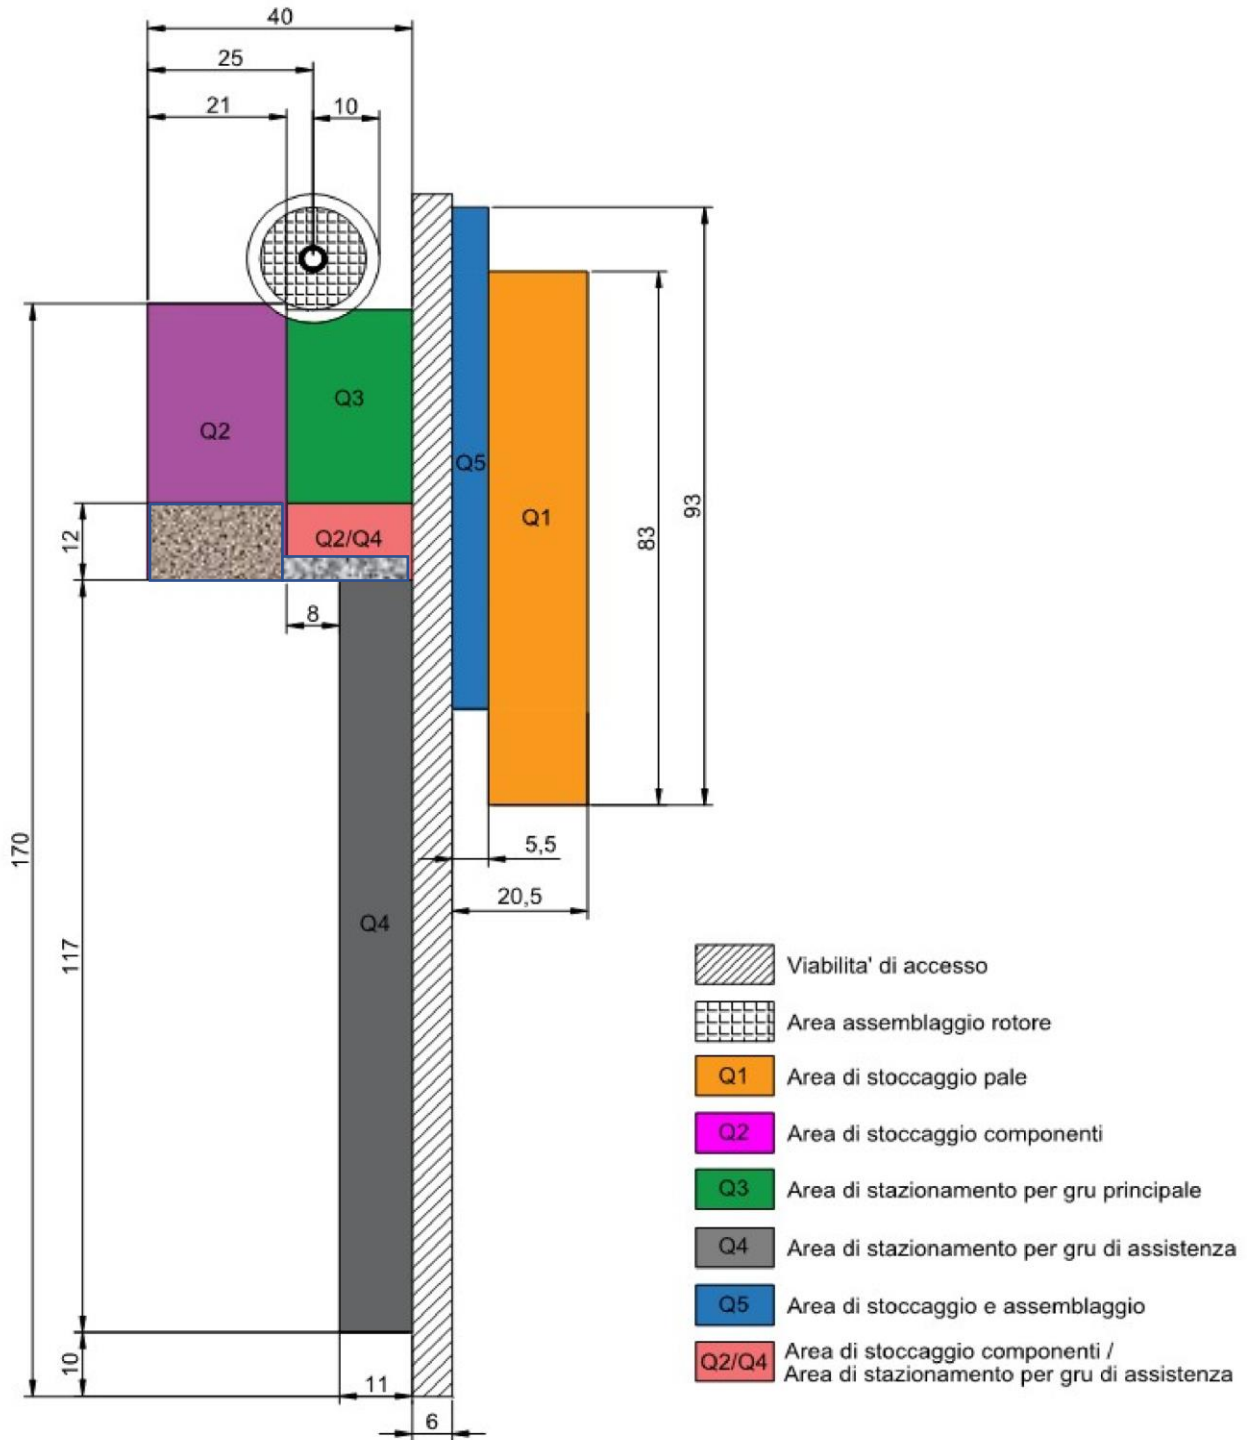 40
25
21
10
Q3
Q2
Q5
Q1
Q2/Q4
12
83
93
8
5,5
20,5
170
117
Q4
10
11
6
Viabilita' di accesso
Area assemblaggio rotore
Q1 Area di stoccaggio pale
Q2 Area di stoccaggio componenti
Q3 Area di stazionamento per gru principale
Q4 Area di stazionamento per gru di assistenza
Q5 Area di stoccaggio e assemblaggio
Q2/Q4 Area di stoccaggio componenti /
Area di stazionamento per gru di assistenza